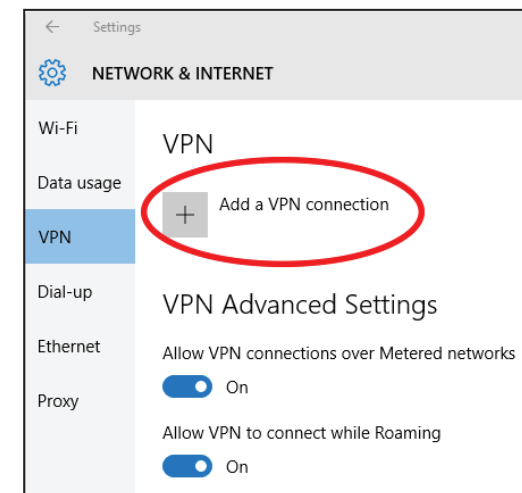 Settings
NETWORK & INTERNET
Wi-Fi
Data usage
VPN
Dial-up
Ethernet
Proxy
VPN
Add a VPN connection
VPN Advanced Settings
Allow VPN connections over Metered networks
On
Allow VPN to connect while Roaming
On